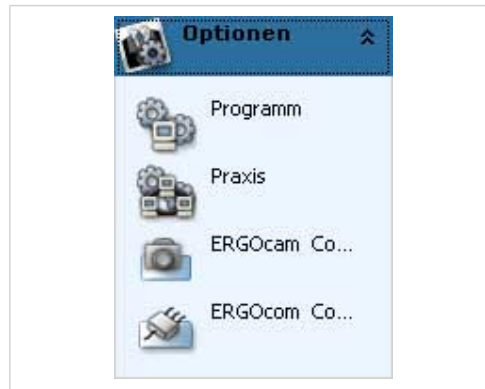 Optionen
Programm
Praxis
ERGOcam Co...
ERGOcom Co...